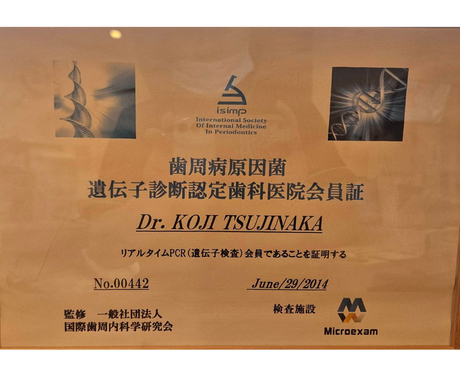 isimp
International Society
Of Internal Medicine
In Periodontics
歯周病原因菌
遺伝子診断認定歯科医院会員証
Dr. KOJI TSUJINAKA
リアルタイムPCR(遺伝子検査)会員であることを証明する
No.00442
June/29/2014
監修 一般社団法人
国際歯周内科学研究会
検査施設
Microexam